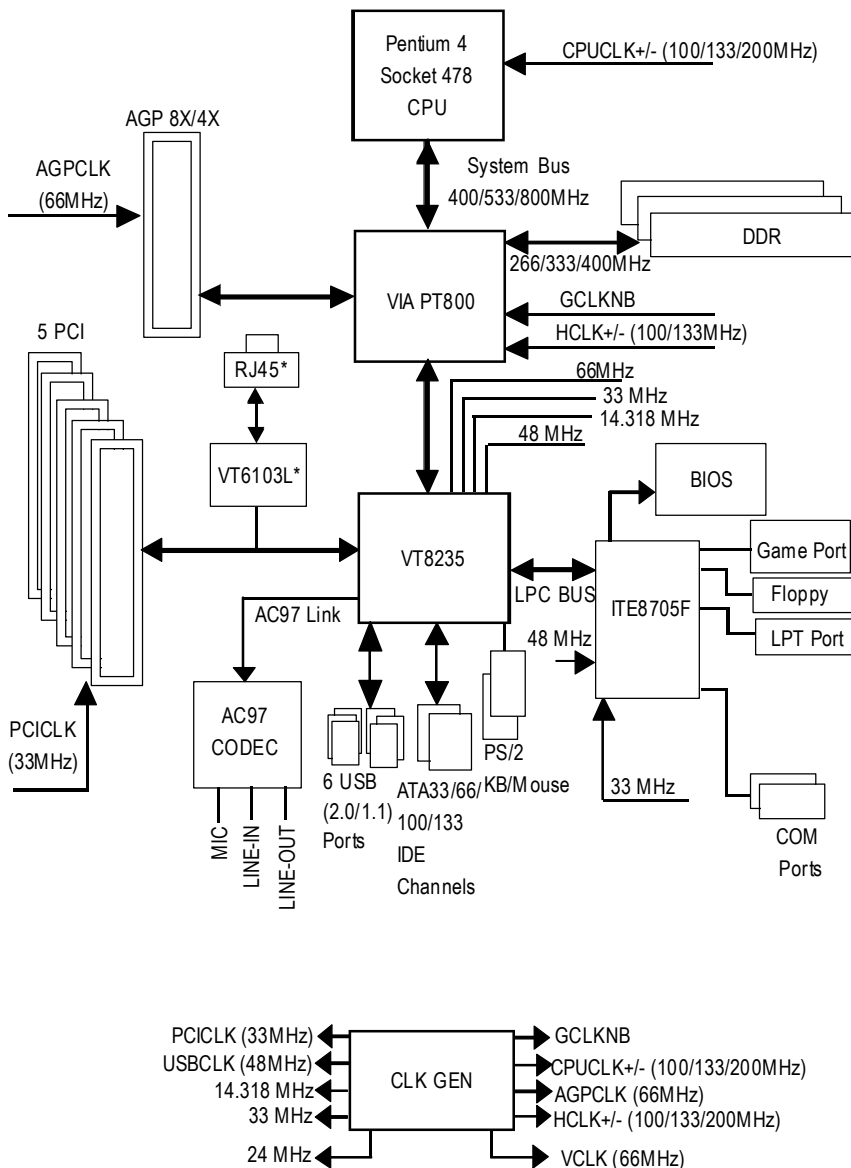 Pentium 4
Socket 478
CPU
CPUCLK+/- (100/133/200MHz)
AGP 8X/4X
AGPCLK
(66MHz)
System Bus
400/533/800MHz
DDR
266/333/400MHz
VIA PT800
GCLKNB
HCLK+/- (100/133MHz)
5 PCI
RJ45*
66MHz
33 MHz
14.318 MHz
48 MHz
VT6103L*
BIOS
VT8235
Game Port
LPC BUS
ITE8705F
Floppy
AC97 Link
LPT Port
48 MHz
PCICLK
(33MHz)
AC97
CODEC
PS/2
KB/Mouse
6 USB
(2.0/1.1)
Ports
ATA33/66/
100/133
IDE
Channels
33 MHz
MIC
LINE-IN
LINE-OUT
COM
Ports
PCICLK (33MHz)
USBCLK (48MHz)
14.318 MHz
33 MHz
24 MHz
CLK GEN
GCLKNB
CPUCLK+/- (100/133/200MHz)
AGPCLK (66MHz)
HCLK+/- (100/133/200MHz)
VCLK (66MHz)